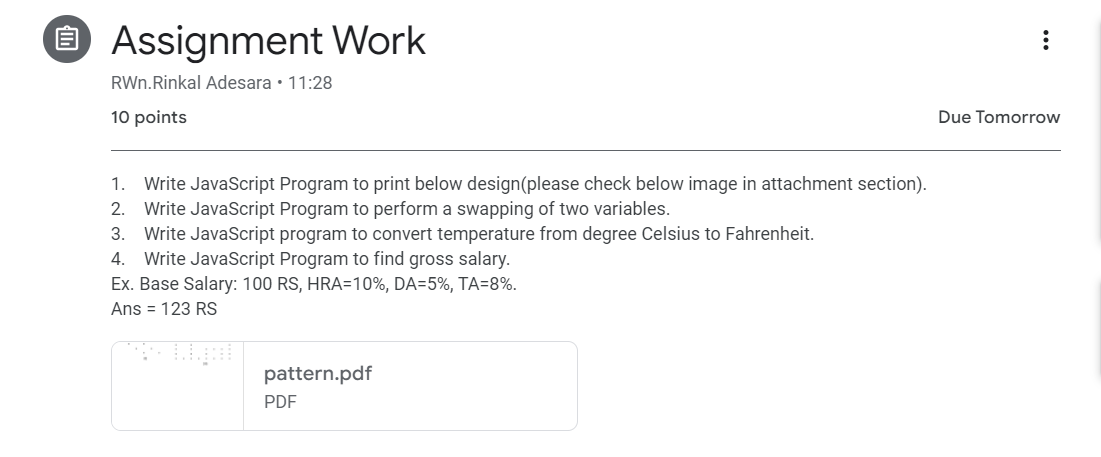 Assignment Work
RWn.Rinkal Adesara • 11:28
10 points
Due Tomorrow
1. Write JavaScript Program to print below design(please check below image in attachment section).
2. Write JavaScript Program to perform a swapping of two variables.
3. Write JavaScript program to convert temperature from degree Celsius to Fahrenheit.
4. Write JavaScript Program to find gross salary.
Ex. Base Salary: 100 RS, HRA=10%, DA=5%, TA=8%.
Ans = 123 RS
pattern.pdf
PDF